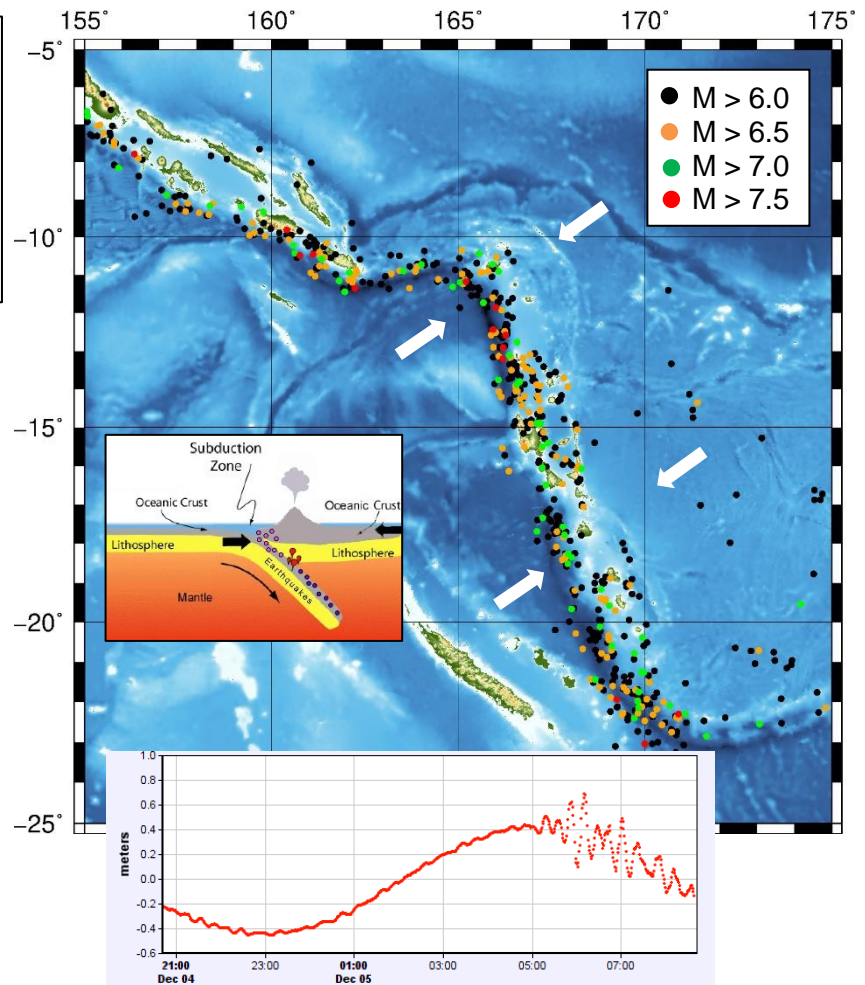 155 160° 165° 170° 175°
−5°
M > 6.0
M > 6.5
M > 7.0
M > 7.5
−10°
−15°
Subduction
Zone
Oceanic Crust
Oceanic Crust
Lithosphere
Lithosphere
Earthquakes
Mantle
−20°
−25°
1.0
0.8
0.6
0.4
0.2
0.0
-0.2
-0.4
-0.6
meters
21:00 23:00 01:00 03:00 05:00 07:00
Dec 04 Dec 05